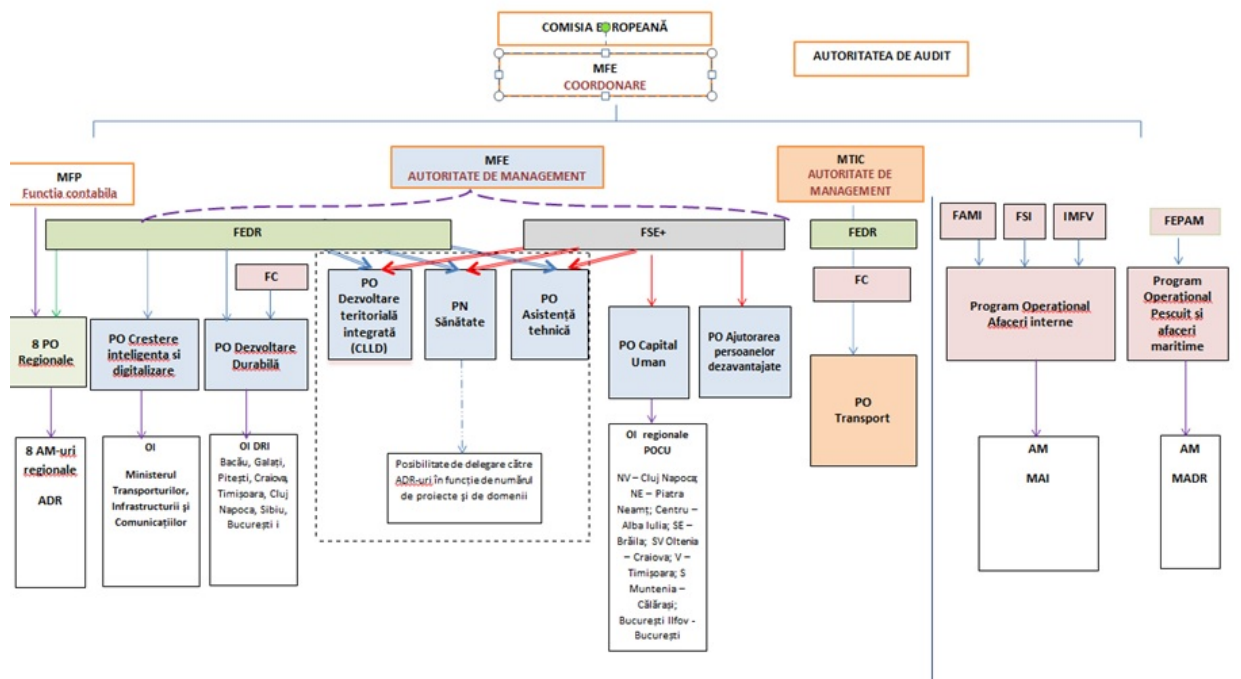 COMISIA EUROPEANĂ
MFE
COORDONARE
AUTORITATEA DE AUDIT
MFP
Functia contabila
MFE
AUTORITATE DE MANAGEMENT
MTIC
AUTORITATE DE
MANAGEMENT
FEDR
FSE+
FEDR
FAMI
FSI
IMFV
FEPAM
FC
FC
8 PO
Regionale
PO Crestere
inteligenta si
digitalizare
PO Dezvoltare
Durabilă
PO
Dezvoltare
teritorială
integrată
(CLLD)
PN
Sănătate
PO
Asistență
tehnică
PO Capital
Uman
PO Ajutorarea
persoanelor
dezavantajate
PO
Transport
Program Operațional
Afaceri interne
Program
Operațional
Pescuit si
afaceri
maritime
8 AM-uri
regionale
ADR
OI
Ministerul
Transporturilor,
Infrastructurii și
Comunicațiilor
OI DRI
Bacău, Galați,
Pitești, Craiova,
Timișoara, Cluj
Napoca, Sibiu,
București i
Posibilitate de delegare către
ADR-uri în funcție de numărul
de proiecte și de domenii
OI regionale
POCU
NV – Cluj Napoca;
NE – Piatra
Neamț; Centru –
Alba Iulia; SE –
Brăila; SV Oltenia
– Craiova; V –
Timișoara; S
Muntenia –
Călărași;
București Ilfov -
București
AM
MAI
AM
MADR